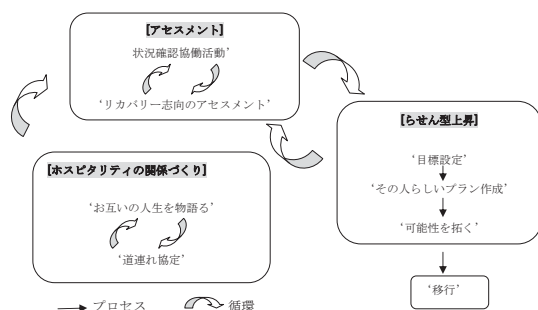 [アセスメント]
状況確認協働活動’
‘リカバリー志向のアセスメント’
[らせん型上昇]
‘目標設定’
‘その人らしいプラン作成’
‘可能性を拓く’
[ホスピタリティの関係づくり]
‘お互いの人生を物語る’
‘道連れ協定’
‘移行’
プロセス
循環